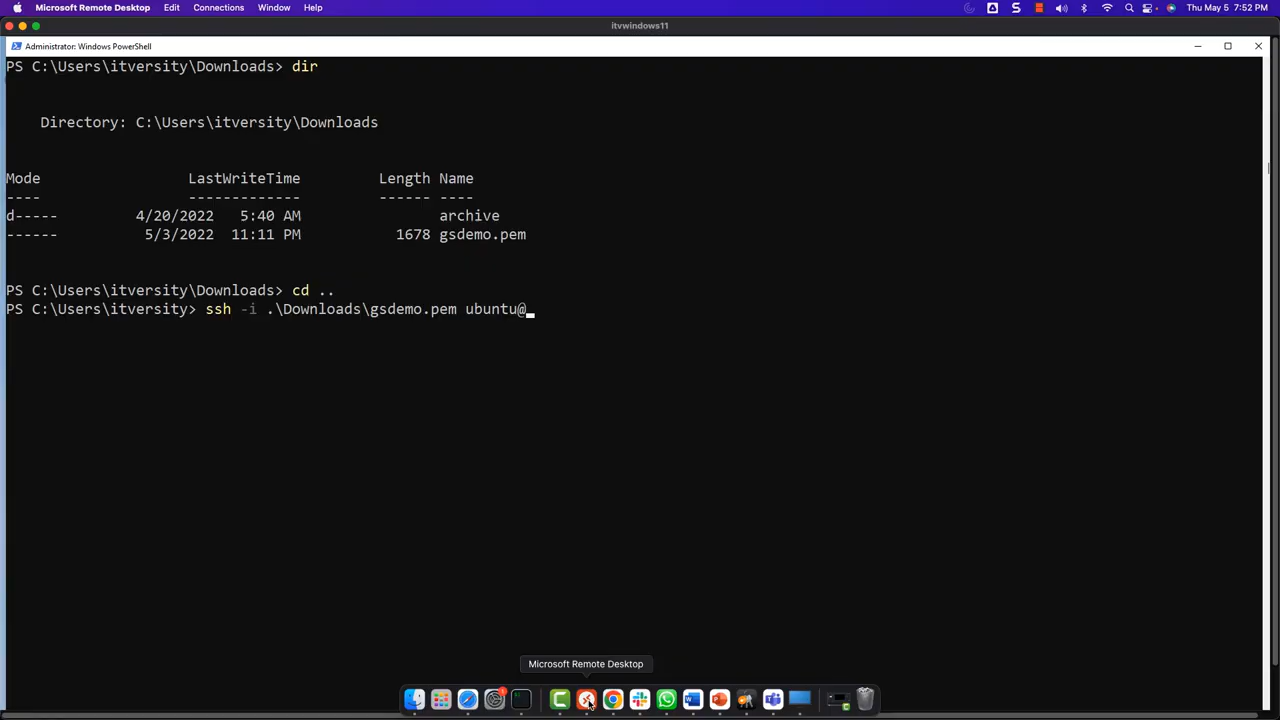 Microsoft Remote Desktop Edit Connections Window Help Thu May 5 7:52 PM
itvwindows11
Administrator: Windows PowerShell
PS C:\Users\itversity\Downloads> dir
Directory: C:\Users\itversity\Downloads
Mode LastWriteTime Length Name
---- ------------- ------ ----
d----- 4/20/2022 5:40 AM archive
------ 5/3/2022 11:11 PM 1678 gsdemo.pem
PS C:\Users\itversity\Downloads> cd ..
PS C:\Users\itversity> ssh -i .\Downloads\gsdemo.pem ubuntu@_
Microsoft Remote Desktop